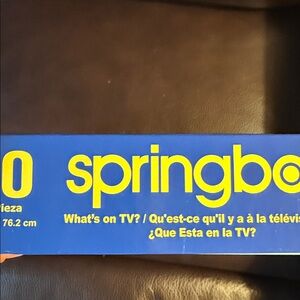 0 springbo
ieza
76.2 cm
What's on TV? / Qu'est-ce qu'il y a à la télévis
¿Que Esta en la TV?